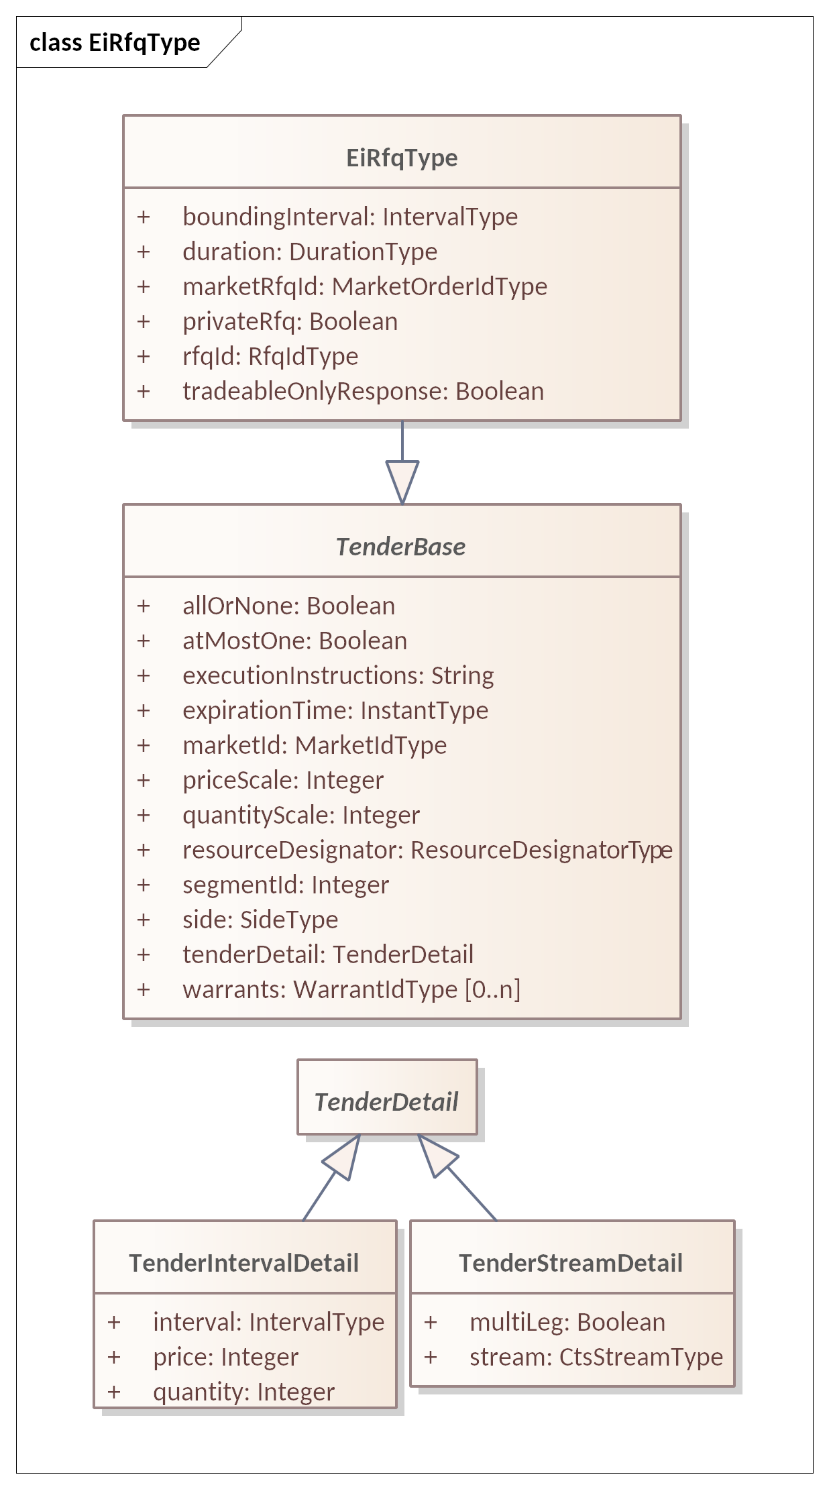 class EiRfqType
EiRfqType
+ boundingInterval: IntervalType
+ duration: DurationType
+ marketRfqId: MarketOrderIdType
+ privateRfq: Boolean
+ rfqId: RfqIdType
+ tradeableOnlyResponse: Boolean
TenderBase
+ allOrNone: Boolean
+ atMostOne: Boolean
+ executionInstructions: String
+ expirationTime: InstantType
+ marketId: MarketIdType
+ priceScale: Integer
+ quantityScale: Integer
+ resourceDesignator: ResourceDesignatorType
+ segmentId: Integer
+ side: SideType
+ tenderDetail: TenderDetail
+ warrants: WarrantIdType [0..n]
TenderDetail
TenderIntervalDetail
+ interval: IntervalType
+ price: Integer
+ quantity: Integer
TenderStreamDetail
+ multiLeg: Boolean
+ stream: CtsStreamType